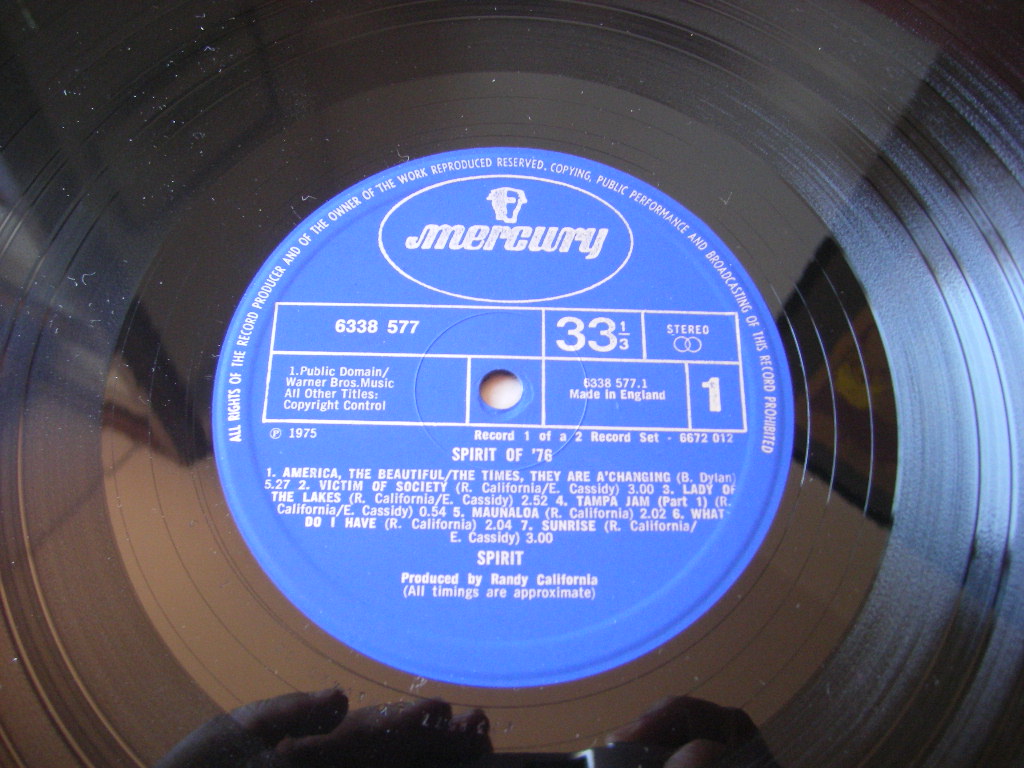 ALL RIGHTS OF THE RECORD PRODUCER AND OF THE OWNER OF THE WORK REPRODUCED RESERVED. COPYING, PUBLIC PERFORMANCE AND BROADCASTING OF THIS RECORD PROHIBITED
mercury
6338 577
33 1/3
STEREO
1.Public Domain/
Warner Bros.Music
All Other Titles:
Copyright Control
6338 577.1
Made in England
1
Ⓟ 1975
Record 1 of a 2 Record Set - 6672 012
SPIRIT OF '76
1. AMERICA, THE BEAUTIFUL/THE TIMES, THEY ARE A'CHANGING (B. Dylan)
5.27 2. VICTIM OF SOCIETY (R. California/E. Cassidy) 3.00 3. LADY OF
THE LAKES (R. California/E. Cassidy) 2.52 4. TAMPA JAM (Part 1) (R.
California/E. Cassidy) 0.54 5. MAUNALOA (R. California) 2.02 6. WHAT
DO I HAVE (R. California) 2.04 7. SUNRISE (R. California/
E. Cassidy) 3.00
SPIRIT
Produced by Randy California
(All timings are approximate)